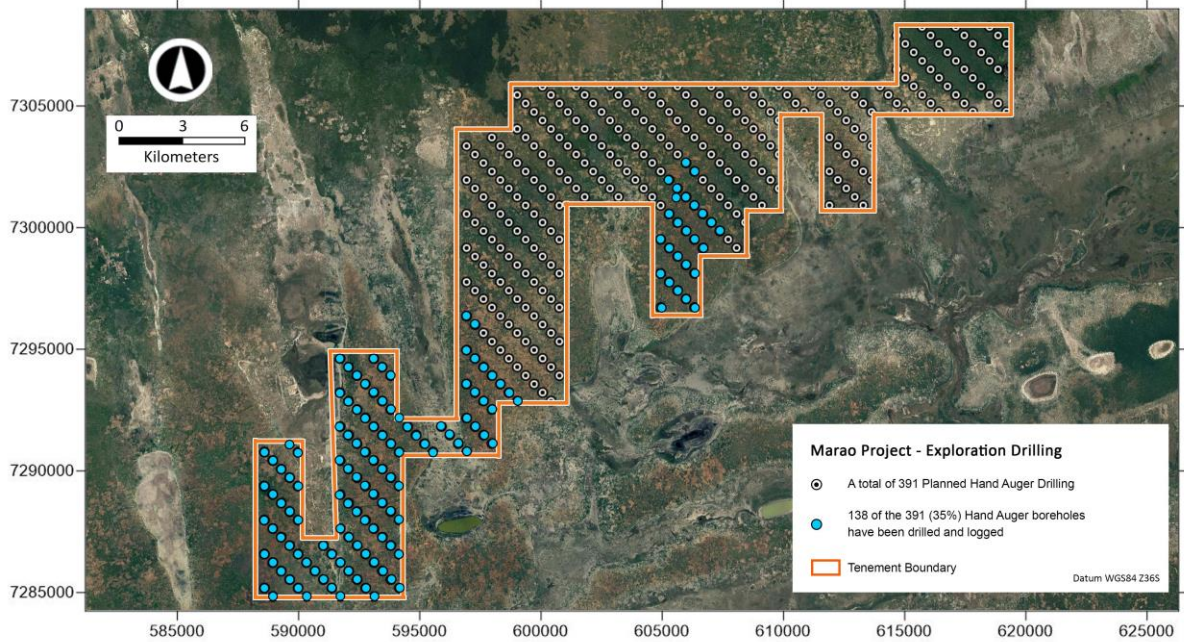 7305000
7300000
7295000
7290000
7285000
0 3 6
Kilometers
Marao Project - Exploration Drilling
A total of 391 Planned Hand Auger Drilling
138 of the 391 (35%) Hand Auger boreholes
have been drilled and logged
Tenement Boundary
Datum WGS84 Z36S
585000 590000 595000 600000 605000 610000 615000 620000 625000